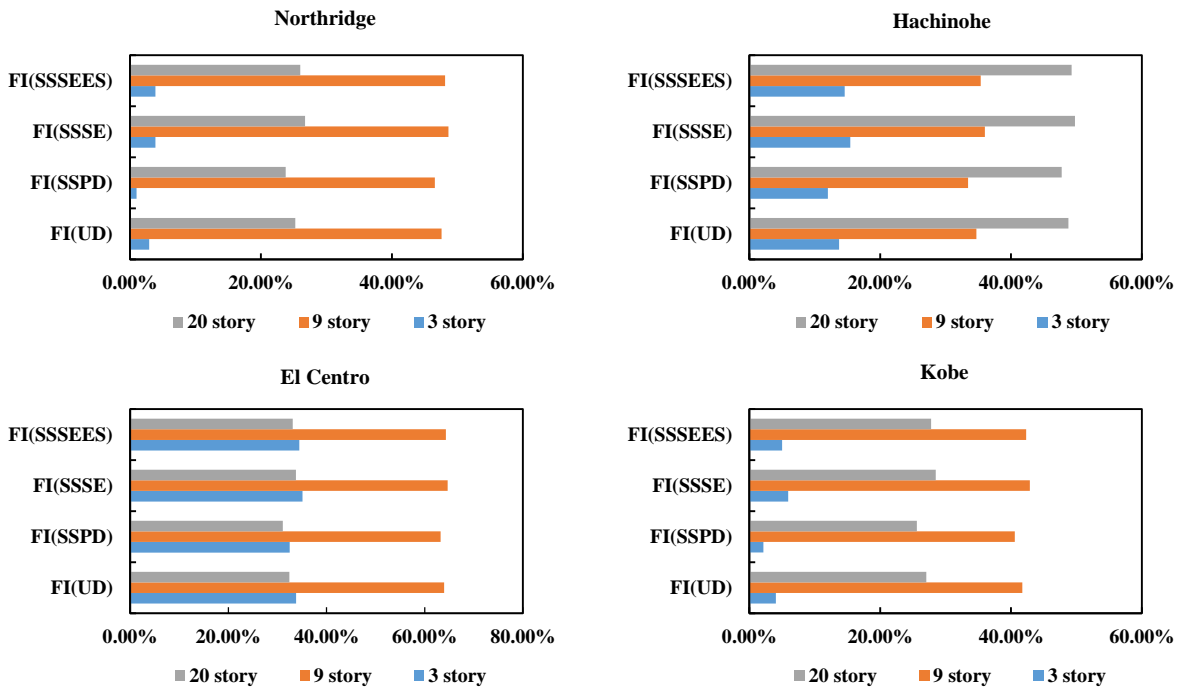 Northridge
FI(SSSEES)
FI(SSSE)
FI(SSPD)
FI(UD)
0.00% 20.00% 40.00% 60.00%
20 story 9 story 3 story
Hachinohe
FI(SSSEES)
FI(SSSE)
FI(SSPD)
FI(UD)
0.00% 20.00% 40.00% 60.00%
20 story 9 story 3 story
El Centro
FI(SSSEES)
FI(SSSE)
FI(SSPD)
FI(UD)
0.00% 20.00% 40.00% 60.00% 80.00%
20 story 9 story 3 story
Kobe
FI(SSSEES)
FI(SSSE)
FI(SSPD)
FI(UD)
0.00% 20.00% 40.00% 60.00%
20 story 9 story 3 story